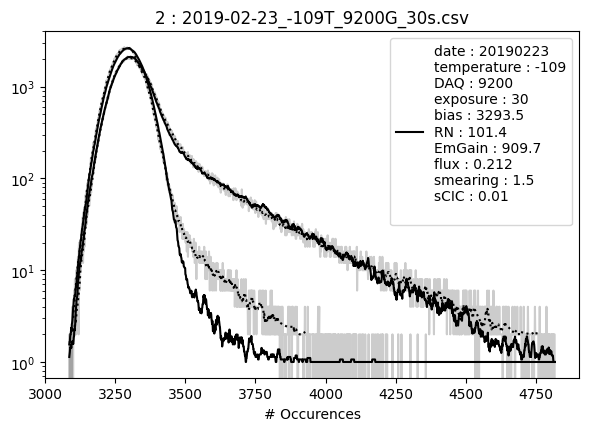 2 : 2019-02-23_-109T_9200G_30s.csv
date : 20190223
temperature : -109
DAQ : 9200
exposure : 30
bias : 3293.5
RN : 101.4
EmGain : 909.7
flux : 0.212
smearing : 1.5
sCIC : 0.01
10³
10²
10¹
10⁰
3000 3250 3500 3750 4000 4250 4500 4750
# Occurences